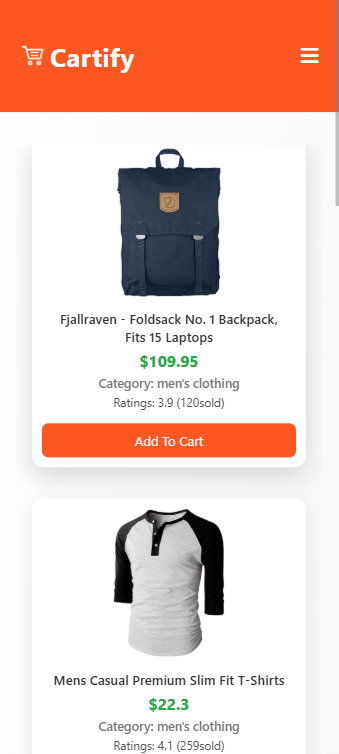 Cartify
Fjallraven - Foldsack No. 1 Backpack,
Fits 15 Laptops
$109.95
Category: men's clothing
Ratings: 3.9 (120sold)
Add To Cart
Mens Casual Premium Slim Fit T-Shirts
$22.3
Category: men's clothing
Ratings: 4.1 (259sold)